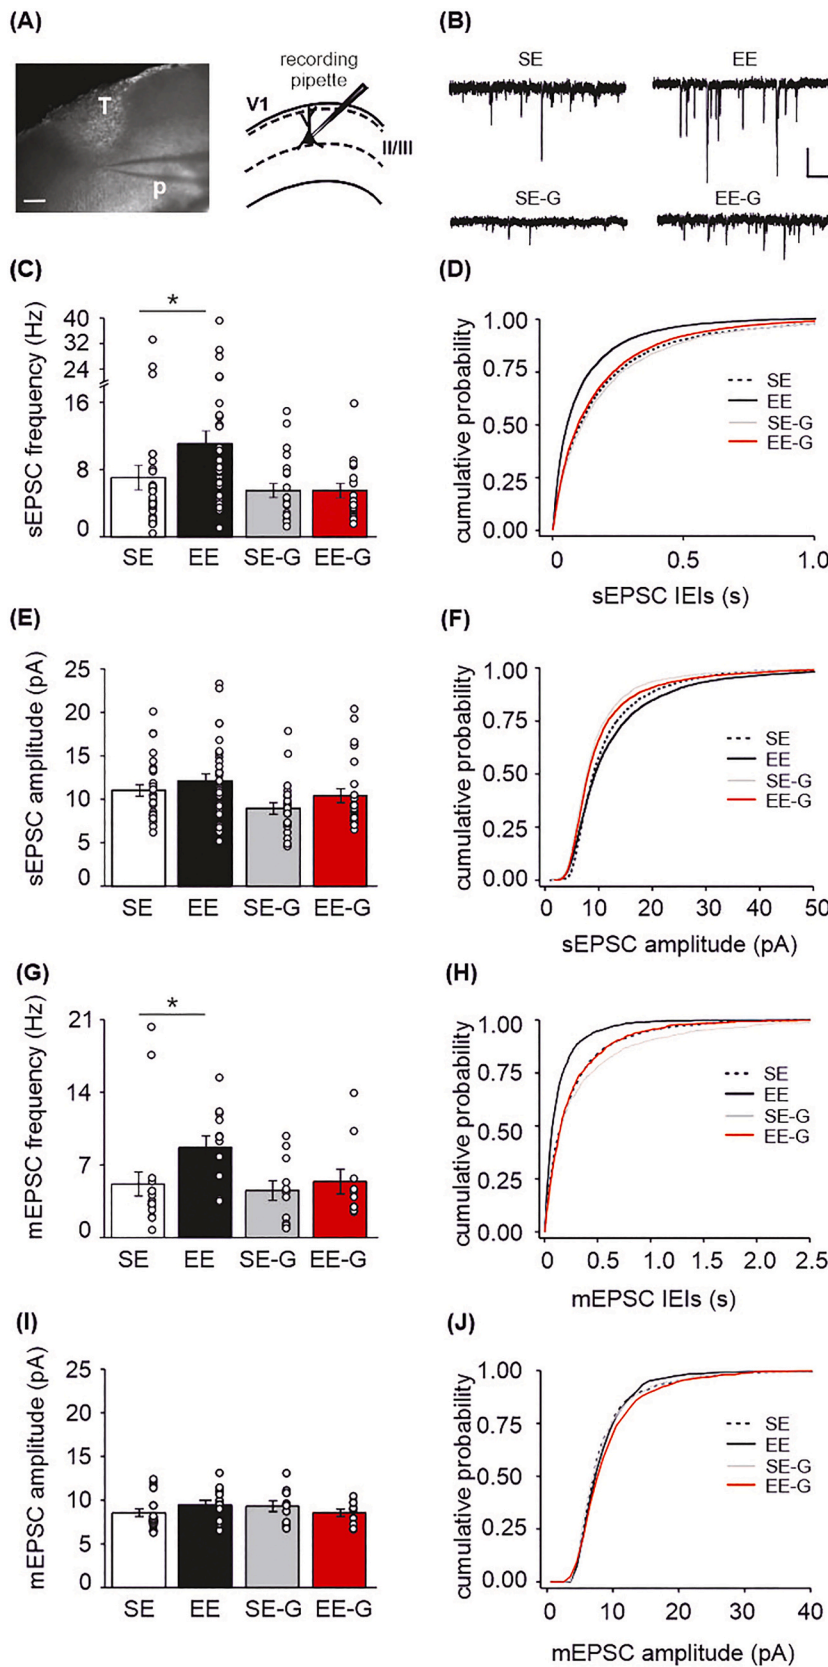 (A)
T
p
recording
pipette
V1
II/III
(B)
SE
EE
SE-G
EE-G
(C)
sEPSC frequency (Hz)
40
32
24
16
8
0
*
SE EE SE-G EE-G
(D)
cumulative probability
1.00
0.75
0.50
0.25
0.00
SE
EE
SE-G
EE-G
0 0.5 1.0
sEPSC IEIs (s)
(E)
sEPSC amplitude (pA)
25
20
15
10
5
0
SE EE SE-G EE-G
(F)
cumulative probability
1.00
0.75
0.50
0.25
0.00
SE
EE
SE-G
EE-G
0 10 20 30 40 50
sEPSC amplitude (pA)
(G)
mEPSC frequency (Hz)
21
14
7
0
*
SE EE SE-G EE-G
(H)
cumulative probability
1.00
0.75
0.50
0.25
0.00
SE
EE
SE-G
EE-G
0 0.5 1.0 1.5 2.0 2.5
mEPSC IEIs (s)
(I)
mEPSC amplitude (pA)
25
20
15
10
5
0
SE EE SE-G EE-G
(J)
cumulative probability
1.00
0.75
0.50
0.25
0.00
SE
EE
SE-G
EE-G
0 10 20 30 40
mEPSC amplitude (pA)